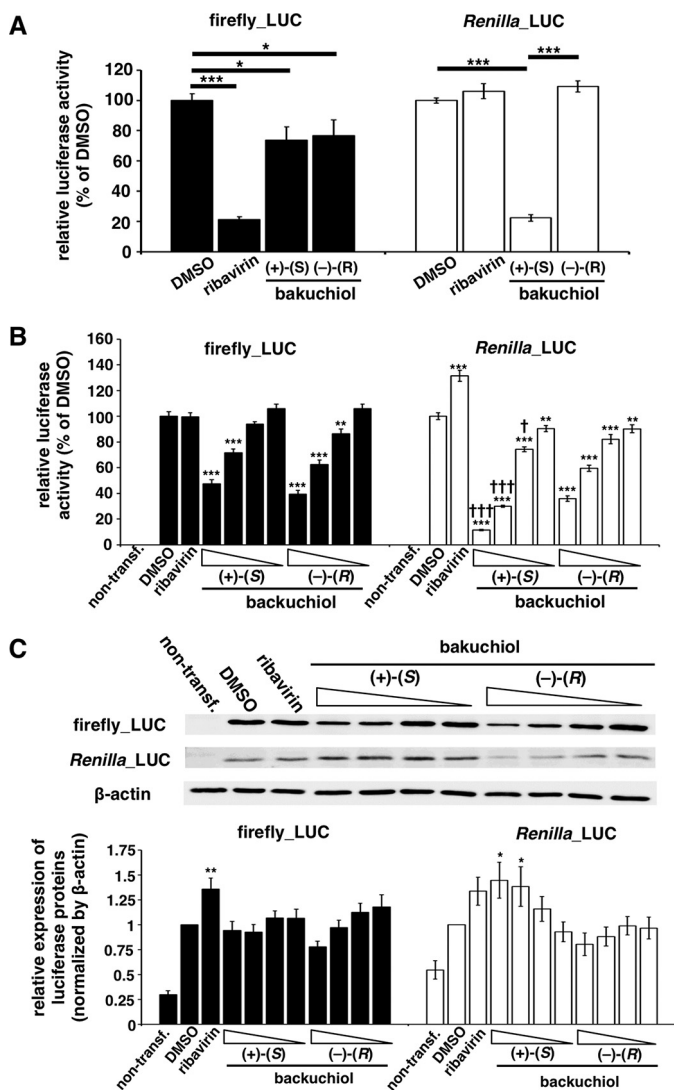 A
firefly_LUC
Renilla_LUC
relative luciferase activity
(% of DMSO)
120
100
80
60
40
20
0
***
*
*
***
***
DMSO
ribavirin
(+)-(S)
(−)-(R)
bakuchiol
DMSO
ribavirin
(+)-(S)
(−)-(R)
bakuchiol
B
firefly_LUC
Renilla_LUC
relative luciferase
activity (% of DMSO)
160
140
120
100
80
60
40
20
0
***
***
***
***
**
***
†††
***
†††
***
†
***
**
***
***
***
**
non-transf.
DMSO
ribavirin
(+)-(S)
(−)-(R)
backuchiol
non-transf.
DMSO
ribavirin
(+)-(S)
(−)-(R)
backuchiol
C
non-transf.
DMSO
ribavirin
bakuchiol
(+)-(S)
(−)-(R)
firefly_LUC
Renilla_LUC
β-actin
firefly_LUC
Renilla_LUC
relative expression of
luciferase proteins
(normalized by β-actin)
1.75
1.5
1.25
1
0.75
0.5
0.25
0
**
*
*
non-transf.
DMSO
ribavirin
(+)-(S)
(−)-(R)
bakuchiol
non-transf.
DMSO
ribavirin
(+)-(S)
(−)-(R)
bakuchiol